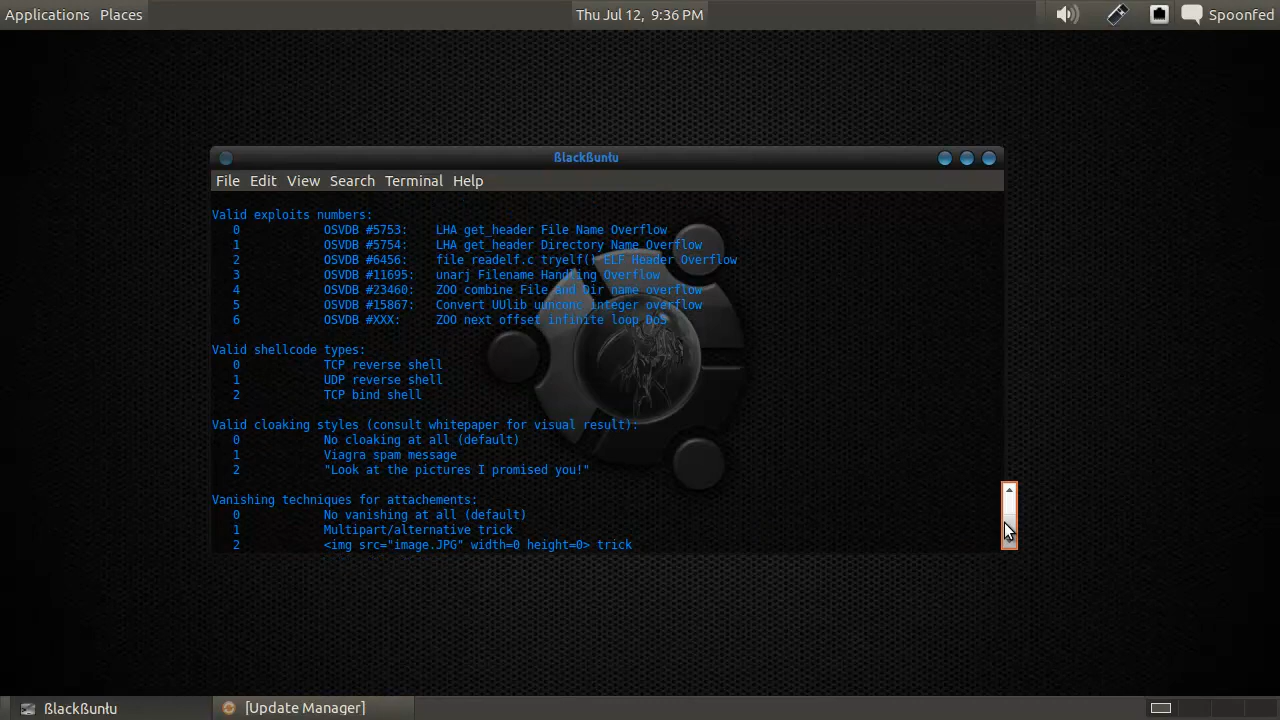 Applications Places Thu Jul 12, 9:36 PM Spoonfed
ßlackßunłu
File Edit View Search Terminal Help
Valid exploits numbers:
0 OSVDB #5753: LHA get_header File Name Overflow
1 OSVDB #5754: LHA get_header Directory Name Overflow
2 OSVDB #6456: file readelf.c tryelf() ELF Header Overflow
3 OSVDB #11695: unarj Filename Handling Overflow
4 OSVDB #23460: ZOO combine File and Dir name overflow
5 OSVDB #15867: Convert UUlib uunconc integer overflow
6 OSVDB #XXX: ZOO next offset infinite loop DoS
Valid shellcode types:
0 TCP reverse shell
1 UDP reverse shell
2 TCP bind shell
Valid cloaking styles (consult whitepaper for visual result):
0 No cloaking at all (default)
1 Viagra spam message
2 "Look at the pictures I promised you!"
Vanishing techniques for attachements:
0 No vanishing at all (default)
1 Multipart/alternative trick
2 <img src="image.JPG" width=0 height=0> trick
ßlackßunłu [Update Manager]